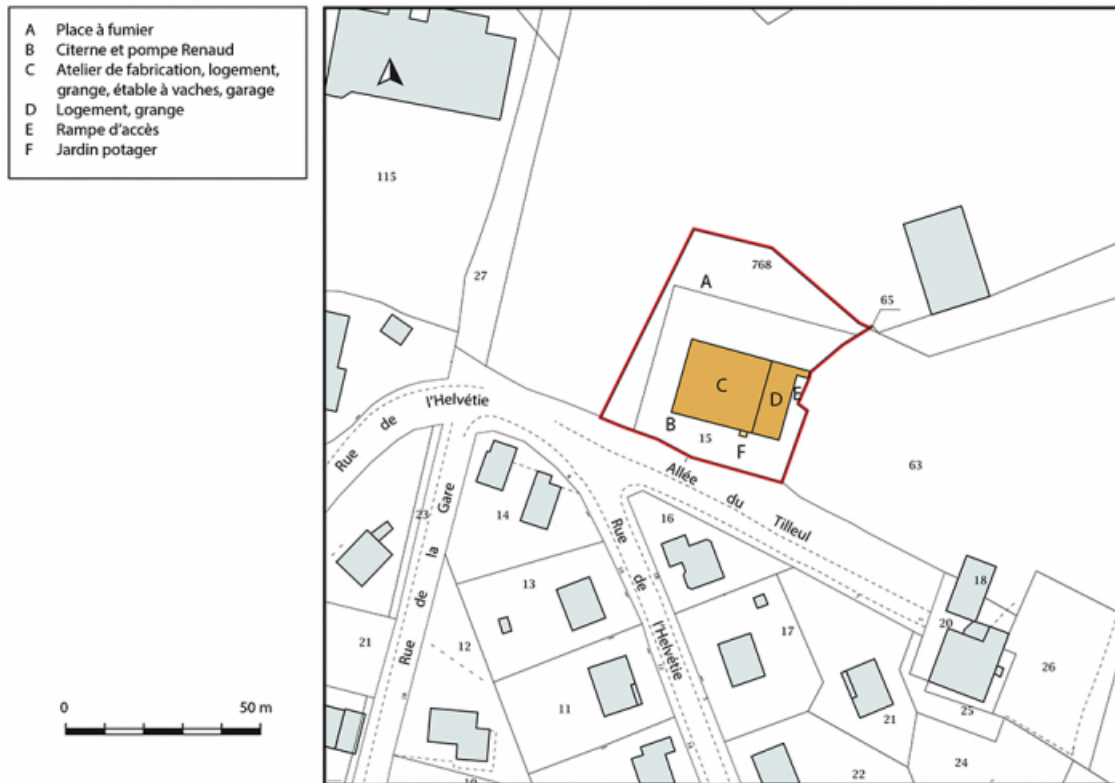 A Place à fumier
B Citerne et pompe Renaud
C Atelier de fabrication, logement,
grange, étable à vaches, garage
D Logement, grange
E Rampe d'accès
F Jardin potager
115
27
768
A
65
C
D
E
B
15
F
63
Rue de l'Helvétie
Allée du Tilleul
23
Rue de la Gare
14
16
Rue de l'Helvétie
13
12
11
21
17
18
20
26
25
21
24
22
0 50 m